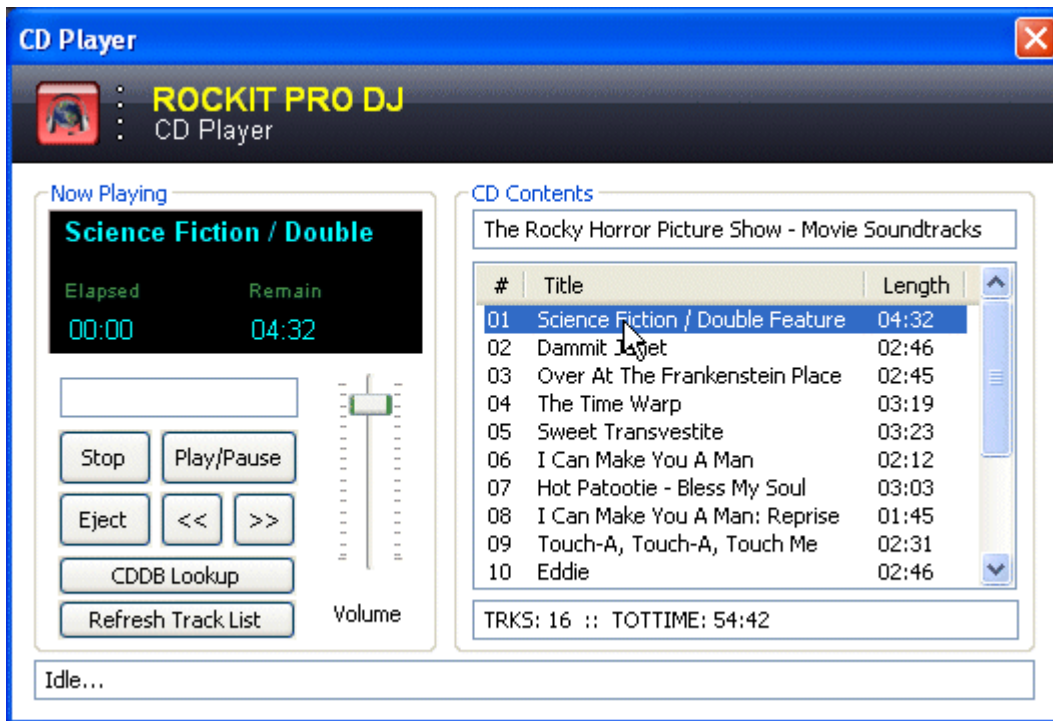 CD Player
ROCKIT PRO DJ
CD Player
Now Playing
Science Fiction / Double
Elapsed Remain
00:00 04:32
Stop Play/Pause
Eject << >>
CDDB Lookup
Refresh Track List
Volume
CD Contents
The Rocky Horror Picture Show - Movie Soundtracks
# Title Length
01 Science Fiction / Double Feature 04:32
02 Dammit Janet 02:46
03 Over At The Frankenstein Place 02:45
04 The Time Warp 03:19
05 Sweet Transvestite 03:23
06 I Can Make You A Man 02:12
07 Hot Patootie - Bless My Soul 03:03
08 I Can Make You A Man: Reprise 01:45
09 Touch-A, Touch-A, Touch Me 02:31
10 Eddie 02:46
TRKS: 16 :: TOTTIME: 54:42
Idle...